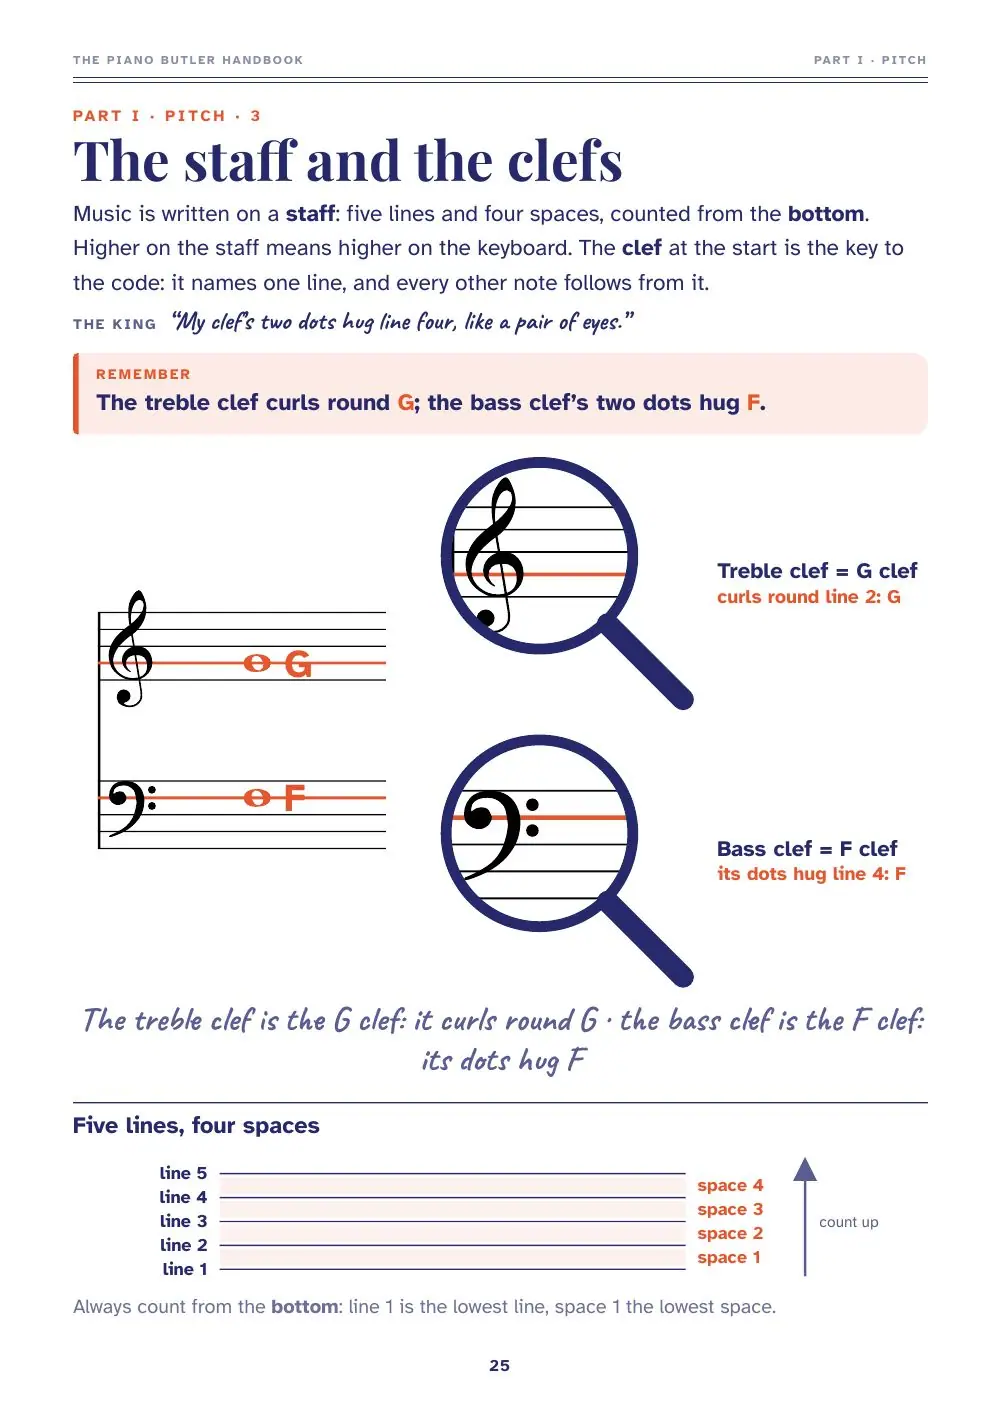 THE PIANO BUTLER HANDBOOK
PART I · PITCH
PART I · PITCH · 3
The staff and the clefs
Music is written on a staff: five lines and four spaces, counted from the bottom.
Higher on the staff means higher on the keyboard. The clef at the start is the key to
the code: it names one line, and every other note follows from it.
THE KING “My clef’s two dots hug line four, like a pair of eyes.”
REMEMBER
The treble clef curls round G; the bass clef’s two dots hug F.
G
F
Treble clef = G clef
curls round line 2: G
Bass clef = F clef
its dots hug line 4: F
The treble clef is the G clef: it curls round G · the bass clef is the F clef:
its dots hug F
Five lines, four spaces
line 5
space 4
line 4
space 3
line 3
count up
space 2
line 2
space 1
line 1
Always count from the bottom: line 1 is the lowest line, space 1 the lowest space.
25